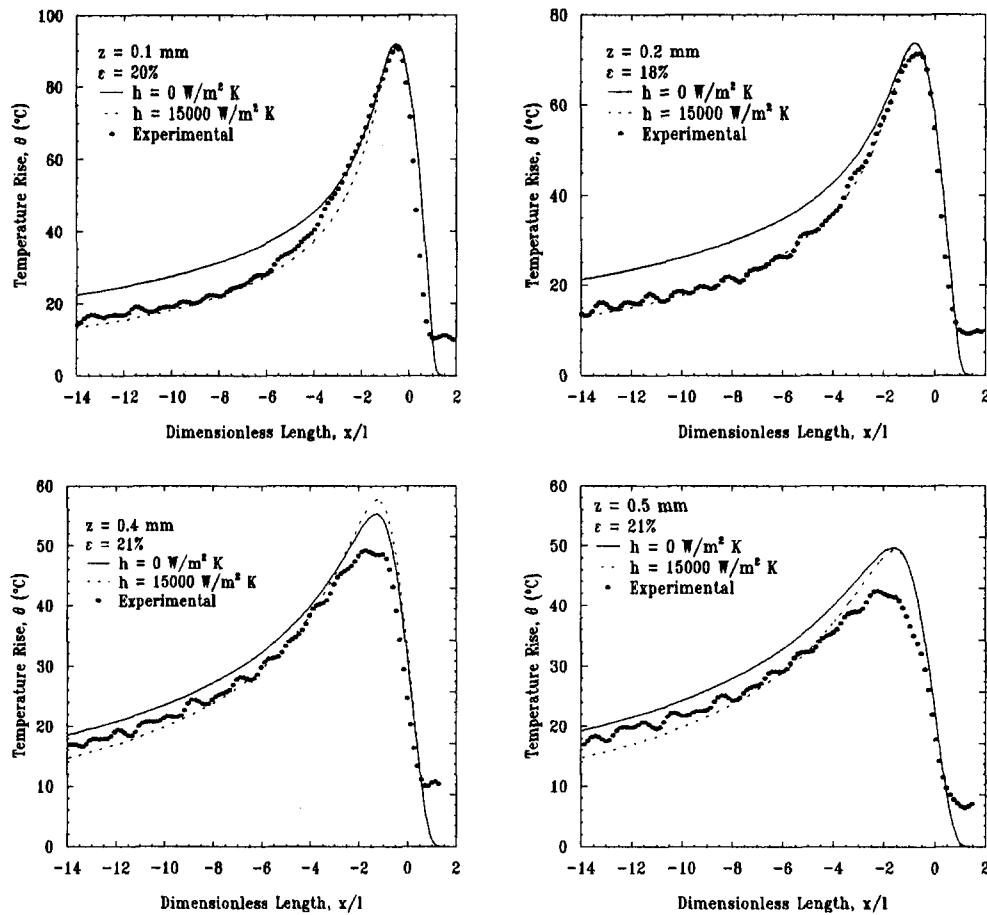 z = 0.1 mm
ε = 20%
h = 0 W/m² K
h = 15000 W/m² K
Experimental
Temperature Rise, θ (°C)
100
80
60
40
20
0
-14 -12 -10 -8 -6 -4 -2 0 2
Dimensionless Length, x/l
z = 0.2 mm
ε = 18%
h = 0 W/m² K
h = 15000 W/m² K
Experimental
Temperature Rise, θ (°C)
80
60
40
20
0
-14 -12 -10 -8 -6 -4 -2 0 2
Dimensionless Length, x/l
z = 0.4 mm
ε = 21%
h = 0 W/m² K
h = 15000 W/m² K
Experimental
Temperature Rise, θ (°C)
60
50
40
30
20
10
0
-14 -12 -10 -8 -6 -4 -2 0 2
Dimensionless Length, x/l
z = 0.5 mm
ε = 21%
h = 0 W/m² K
h = 15000 W/m² K
Experimental
Temperature Rise, θ (°C)
60
50
40
30
20
10
0
-14 -12 -10 -8 -6 -4 -2 0 2
Dimensionless Length, x/l